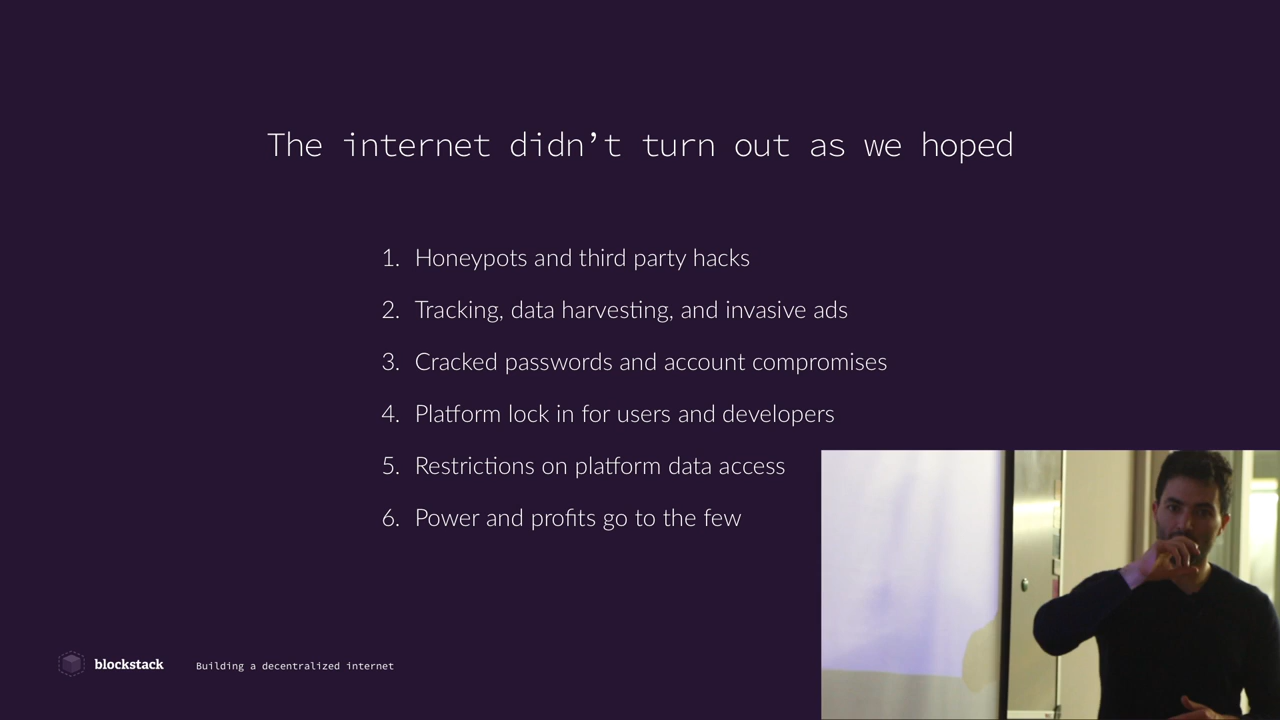 The internet didn’t turn out as we hoped
1. Honeypots and third party hacks
2. Tracking, data harvesting, and invasive ads
3. Cracked passwords and account compromises
4. Platform lock in for users and developers
5. Restrictions on platform data access
6. Power and profits go to the few
blockstack Building a decentralized internet